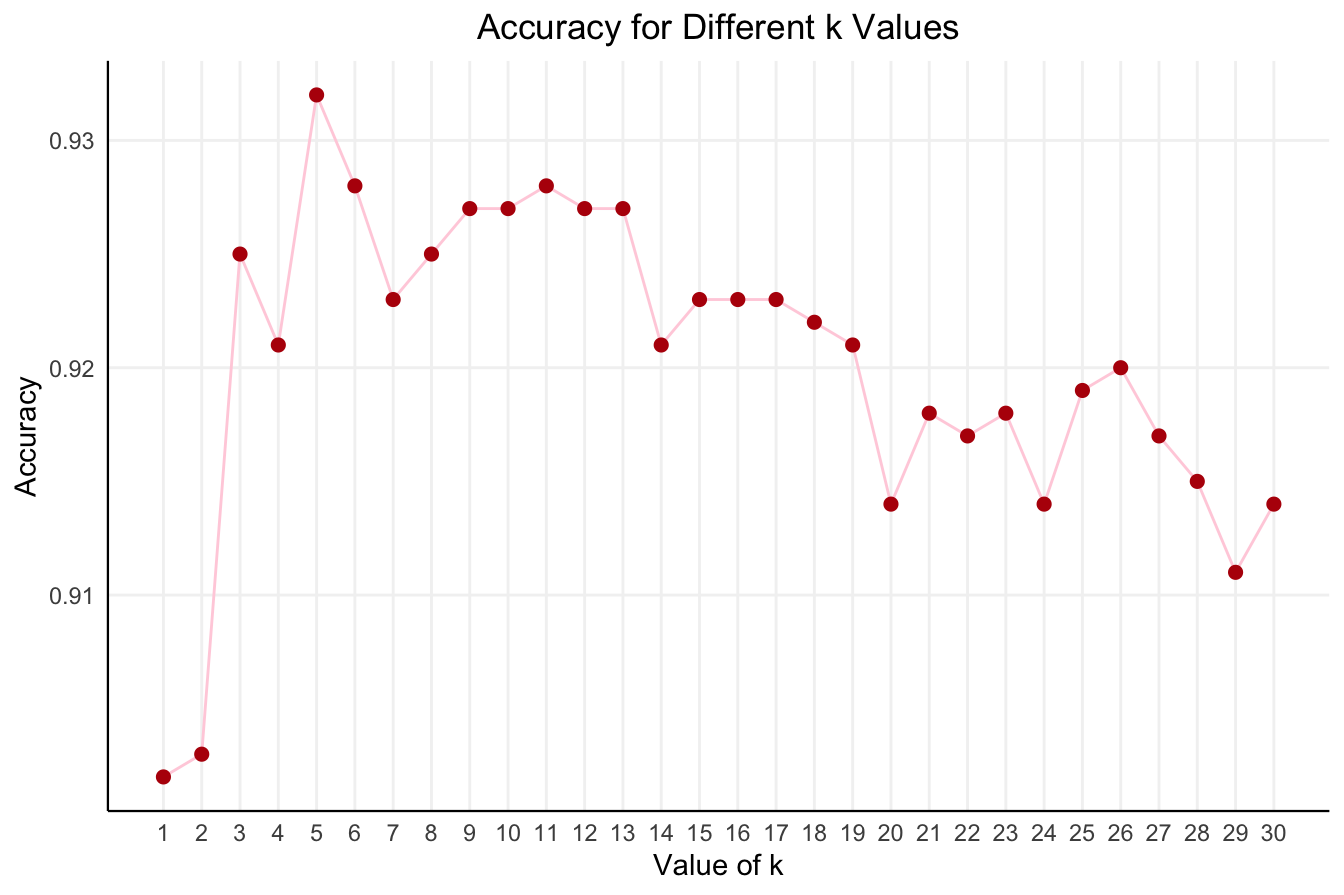 Accuracy for Different k Values
Accuracy
0.93
0.92
0.91
1 2 3 4 5 6 7 8 9 10 11 12 13 14 15 16 17 18 19 20 21 22 23 24 25 26 27 28 29 30
Value of k